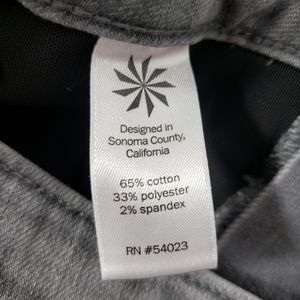 Designed in
Sonoma County,
California
65% cotton
33% polyester
2% spandex
RN #54023